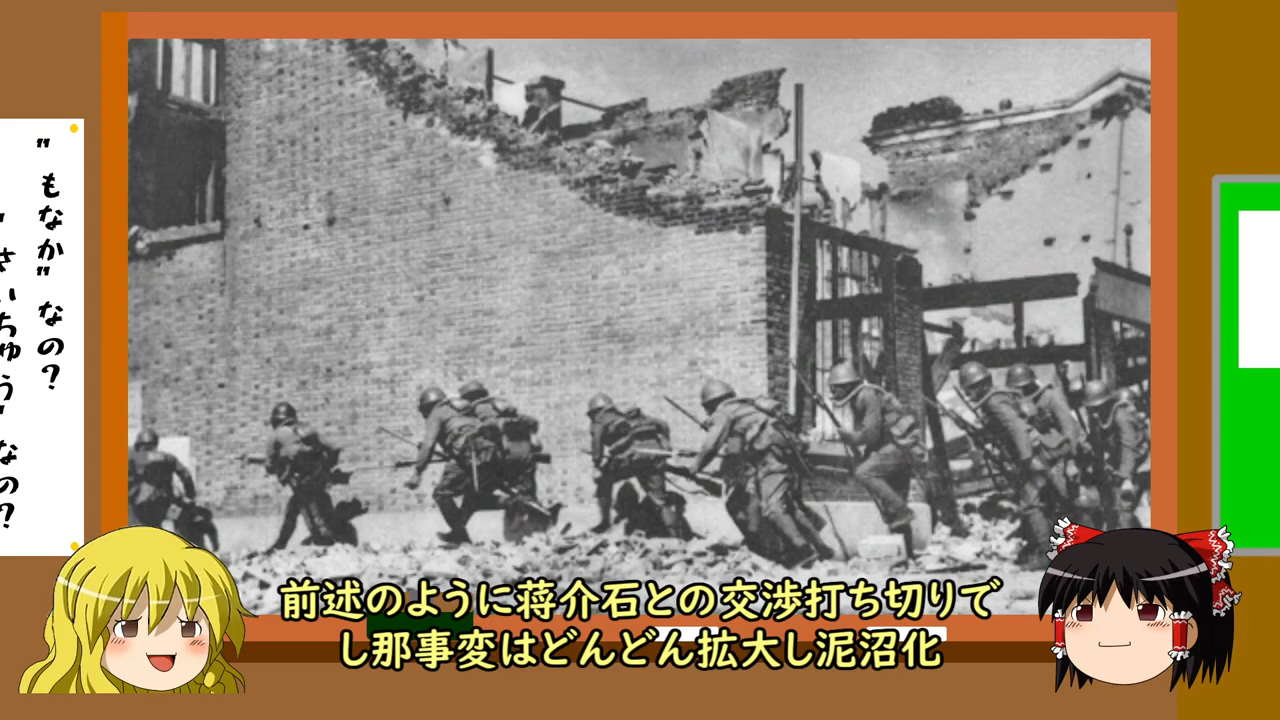 "もなか"なの?
"さいちゅう"なの?
前述のように蒋介石との交渉打ち切りで
し那事変はどんどん拡大し泥沼化